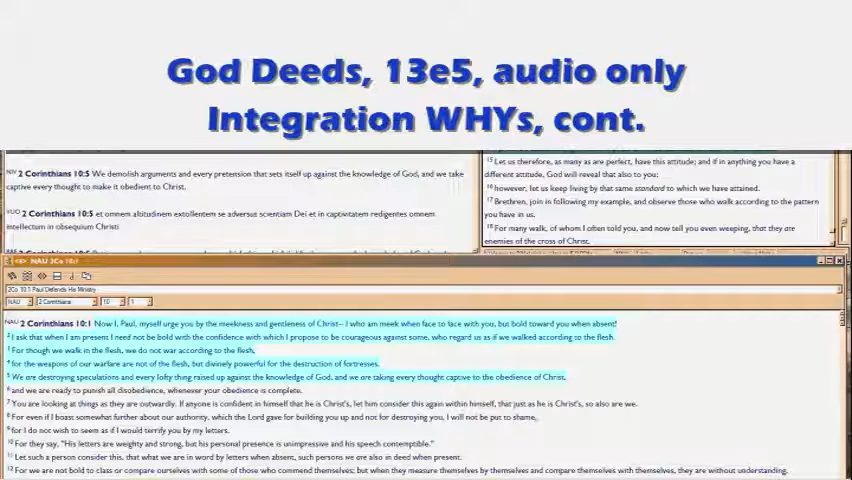 God Deeds, 13e5, audio only
Integration WHYs, cont.
NIV 2 Corinthians 10:5 We demolish arguments and every pretension that sets itself up against the knowledge of God, and we take
captive every thought to make it obedient to Christ.
VUO 2 Corinthians 10:5 et omnem altitudinem extollentem se adversus scientiam Dei et in captivitatem redigentes omnem
intellectum in obsequium Christi
15 Let us therefore, as many as are perfect, have this attitude; and if in anything you have a
different attitude, God will reveal that also to you;
16 however, let us keep living by that same standard to which we have attained.
17 Brethren, join in following my example, and observe those who walk according to the pattern
you have in us.
18 For many walk, of whom I often told you, and now tell you even weeping, that they are
enemies of the cross of Christ,
NAU 2Co 10:1
2Co 10:1 Paul Defends His Ministry
NAU 2 Corinthians 10 1
NAU 2 Corinthians 10:1 Now I, Paul, myself urge you by the meekness and gentleness of Christ-- I who am meek when face to face with you, but bold toward you when absent!
2 I ask that when I am present I need not be bold with the confidence with which I propose to be courageous against some, who regard us as if we walked according to the flesh.
3 For though we walk in the flesh, we do not war according to the flesh,
4 for the weapons of our warfare are not of the flesh, but divinely powerful for the destruction of fortresses.
5 We are destroying speculations and every lofty thing raised up against the knowledge of God, and we are taking every thought captive to the obedience of Christ,
6 and we are ready to punish all disobedience, whenever your obedience is complete.
7 You are looking at things as they are outwardly. If anyone is confident in himself that he is Christ's, let him consider this again within himself, that just as he is Christ's, so also are we.
8 For even if I boast somewhat further about our authority, which the Lord gave for building you up and not for destroying you, I will not be put to shame,
9 for I do not wish to seem as if I would terrify you by my letters.
10 For they say, "His letters are weighty and strong, but his personal presence is unimpressive and his speech contemptible."
11 Let such a person consider this, that what we are in word by letters when absent, such persons we are also in deed when present.
12 For we are not bold to class or compare ourselves with some of those who commend themselves; but when they measure themselves by themselves and compare themselves with themselves, they are without understanding.